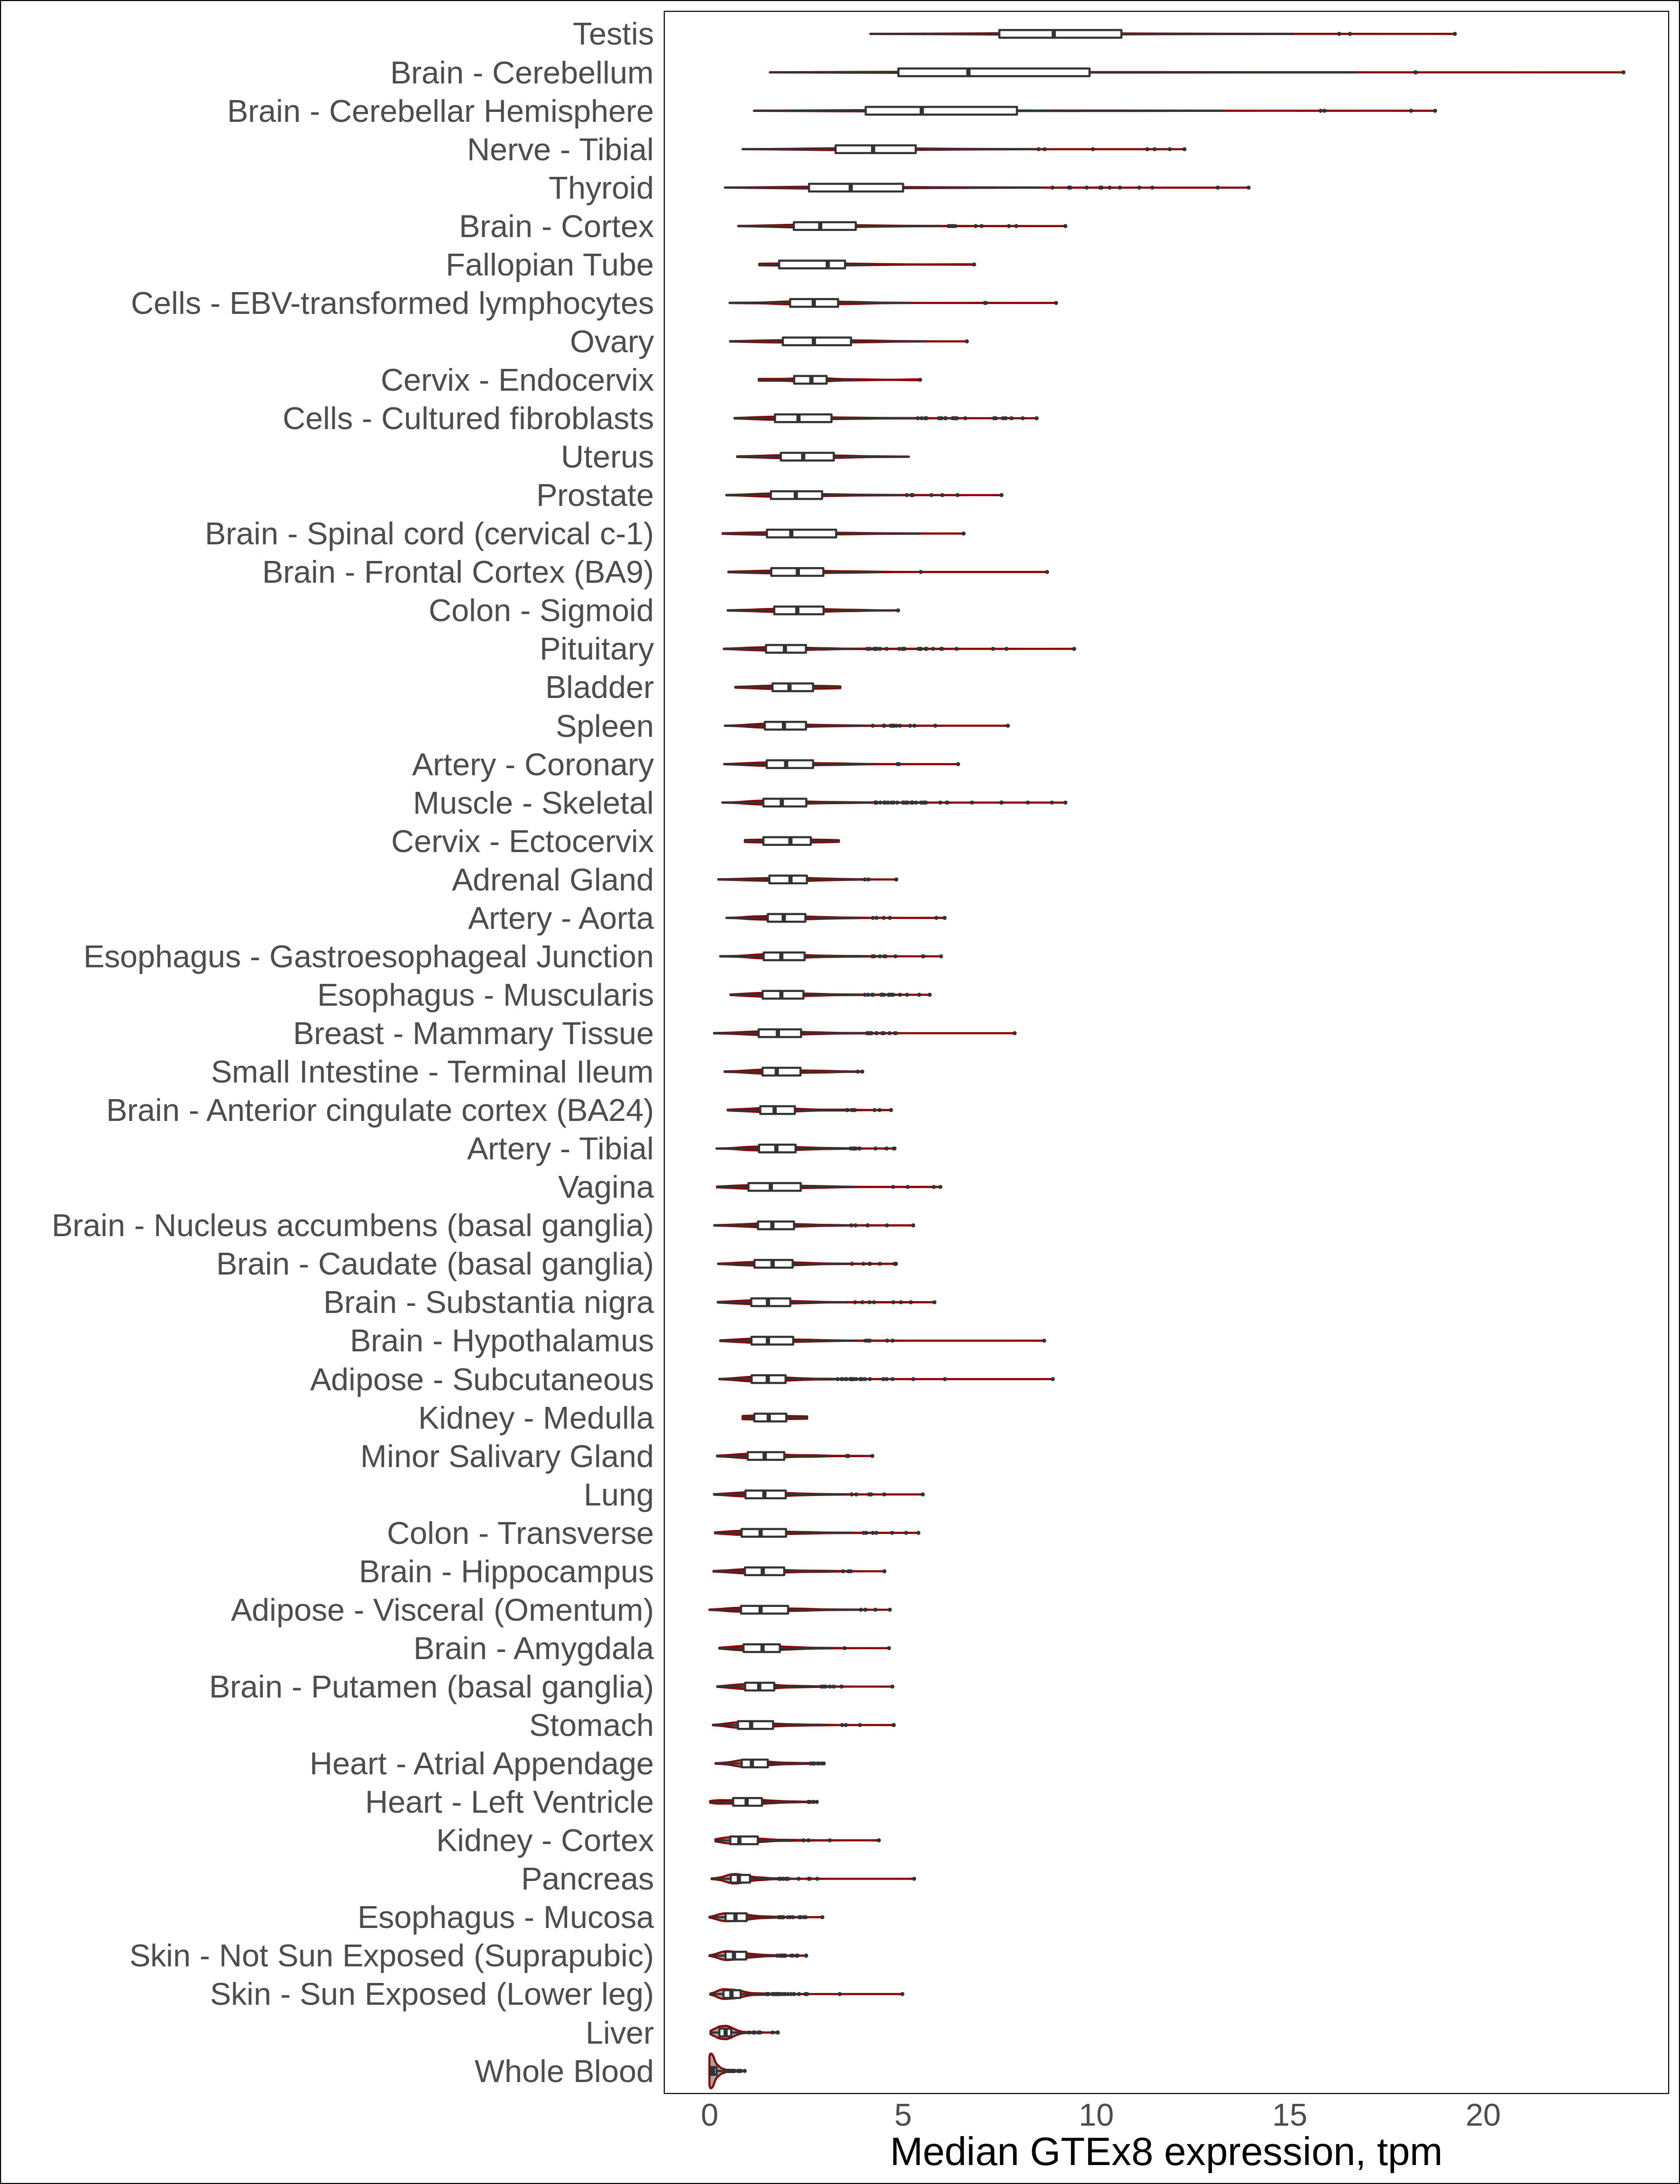 Testis
Brain - Cerebellum
Brain - Cerebellar Hemisphere
Nerve - Tibial
Thyroid
Brain - Cortex
Fallopian Tube
Cells - EBV-transformed lymphocytes
Ovary
Cervix - Endocervix
Cells - Cultured fibroblasts
Uterus
Prostate
Brain - Spinal cord (cervical c-1)
Brain - Frontal Cortex (BA9)
Colon - Sigmoid
Pituitary
Bladder
Spleen
Artery - Coronary
Muscle - Skeletal
Cervix - Ectocervix
Adrenal Gland
Artery - Aorta
Esophagus - Gastroesophageal Junction
Esophagus - Muscularis
Breast - Mammary Tissue
Small Intestine - Terminal Ileum
Brain - Anterior cingulate cortex (BA24)
Artery - Tibial
Vagina
Brain - Nucleus accumbens (basal ganglia)
Brain - Caudate (basal ganglia)
Brain - Substantia nigra
Brain - Hypothalamus
Adipose - Subcutaneous
Kidney - Medulla
Minor Salivary Gland
Lung
Colon - Transverse
Brain - Hippocampus
Adipose - Visceral (Omentum)
Brain - Amygdala
Brain - Putamen (basal ganglia)
Stomach
Heart - Atrial Appendage
Heart - Left Ventricle
Kidney - Cortex
Pancreas
Esophagus - Mucosa
Skin - Not Sun Exposed (Suprapubic)
Skin - Sun Exposed (Lower leg)
Liver
Whole Blood
0 5 10 15 20
Median GTEx8 expression, tpm